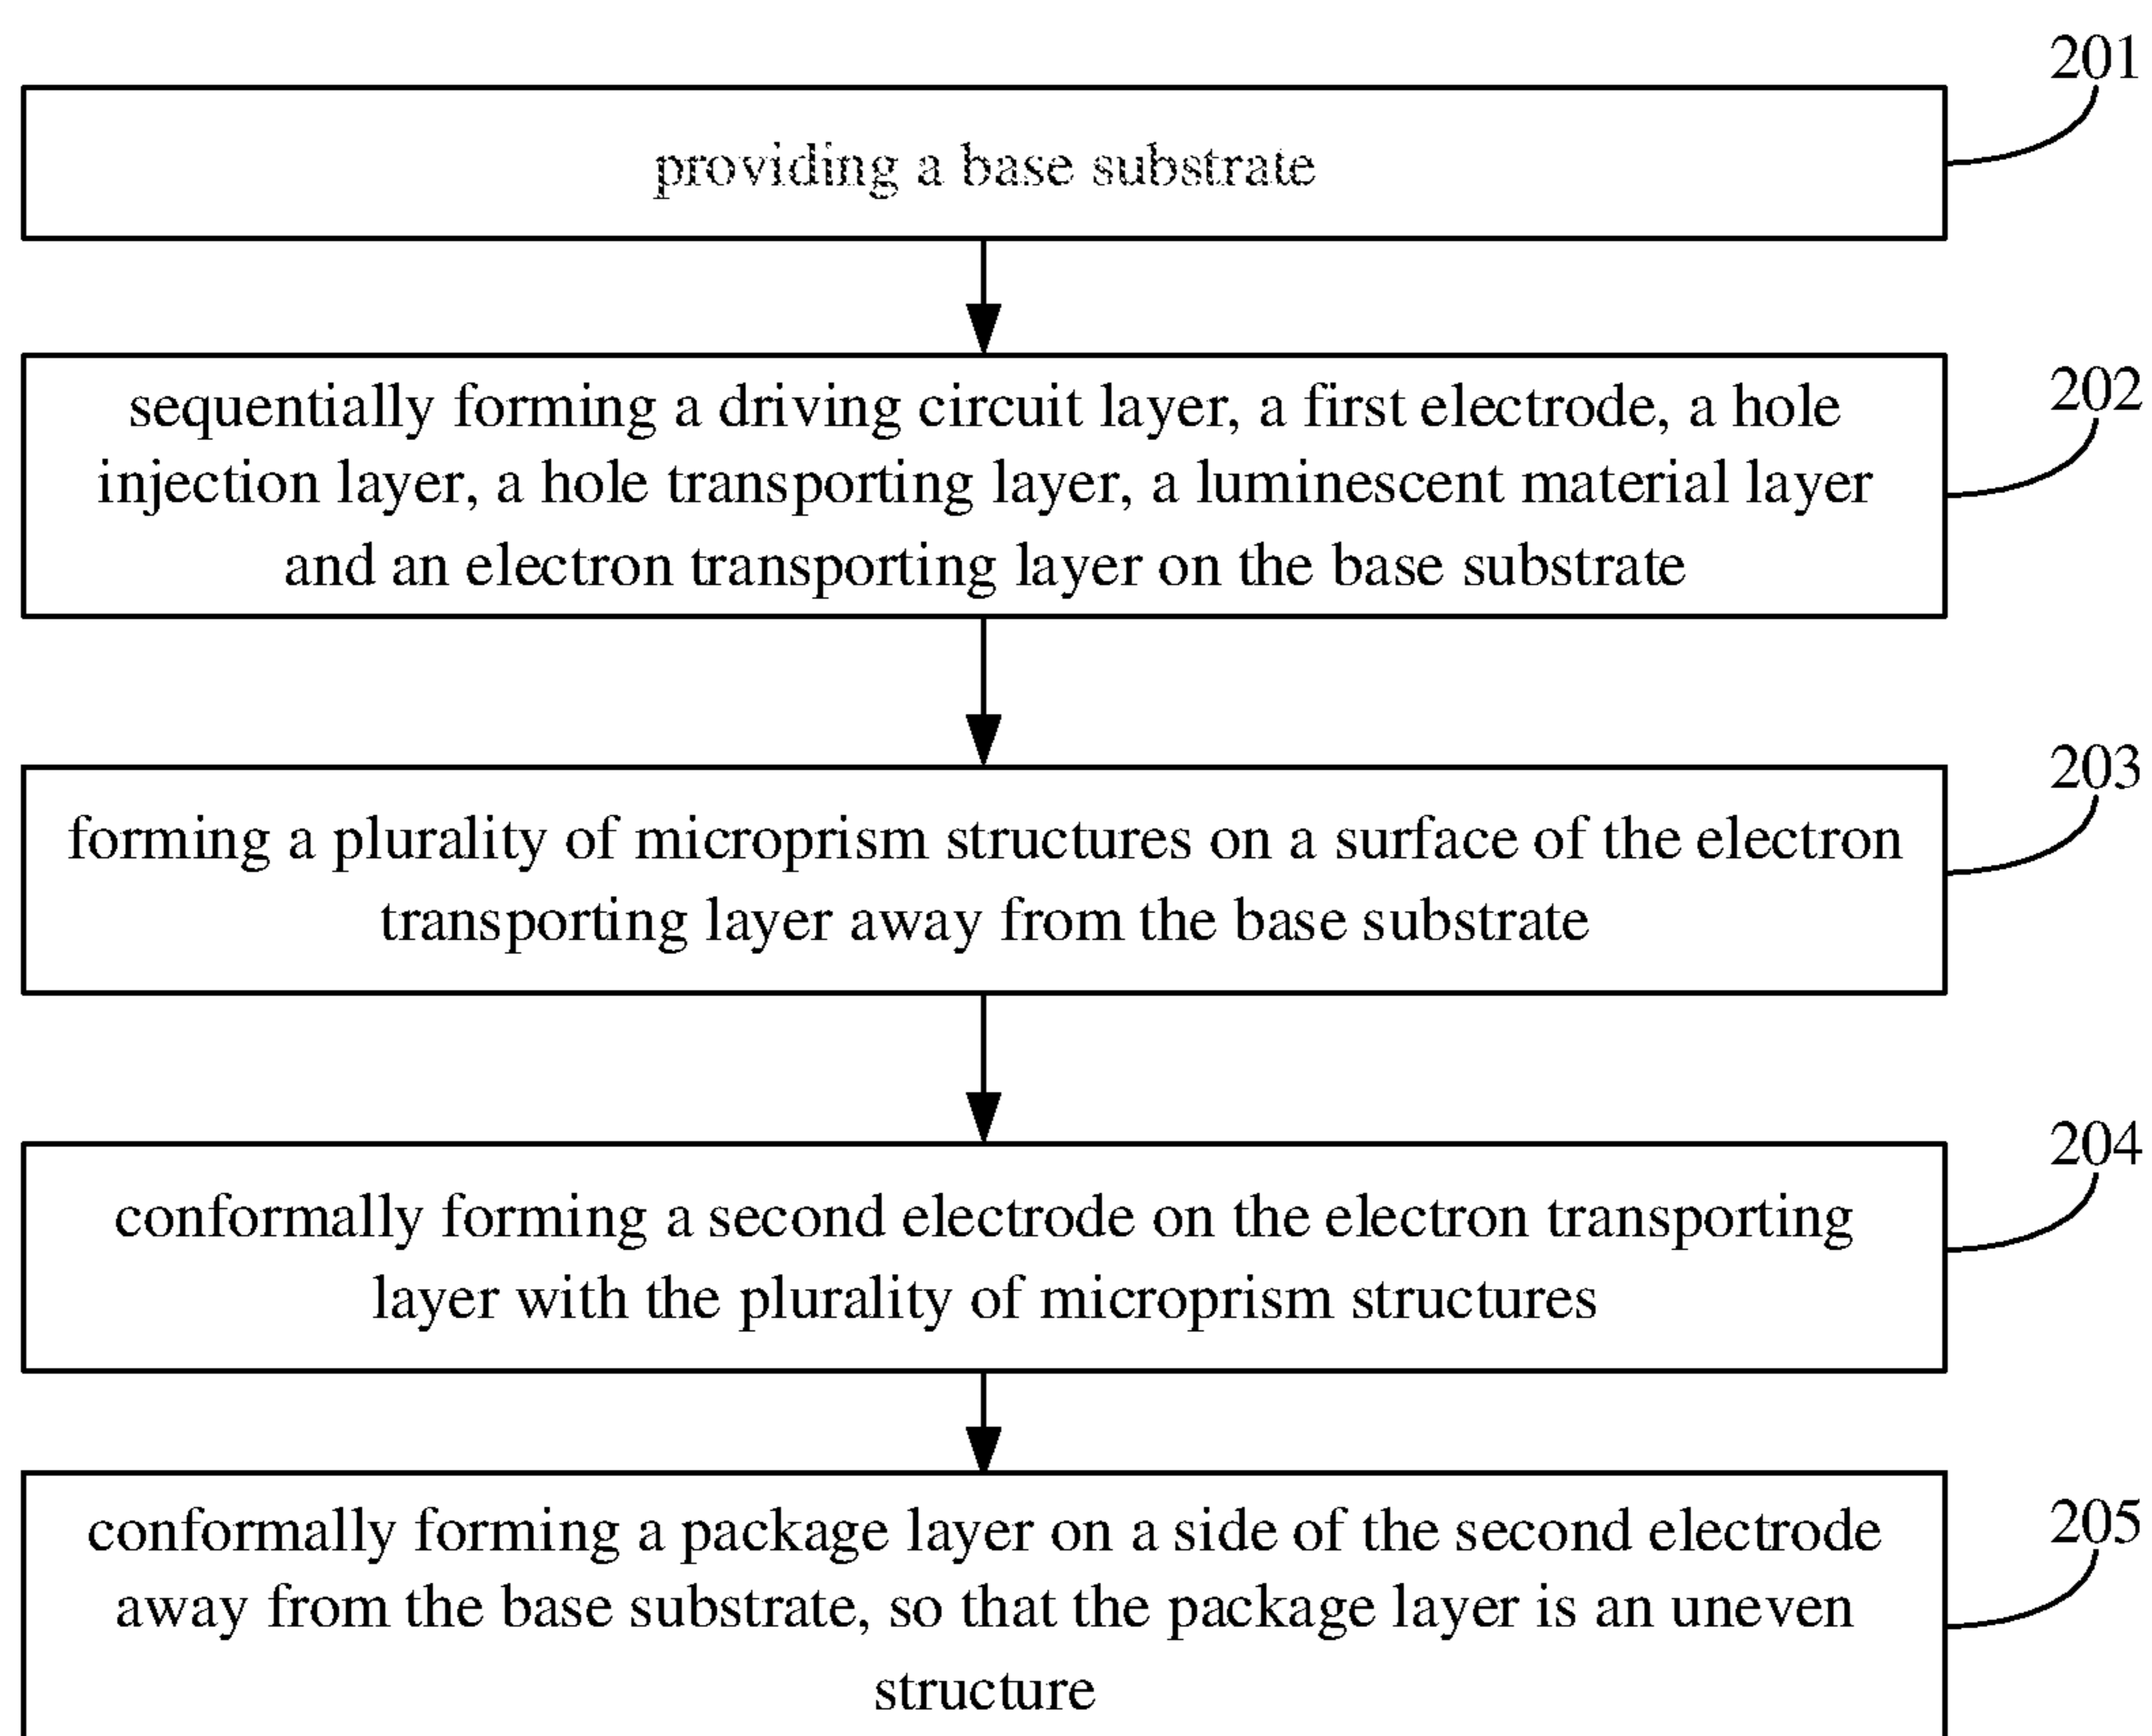 201
providing a base substrate
202
sequentially forming a driving circuit layer, a first electrode, a hole
injection layer, a hole transporting layer, a luminescent material layer
and an electron transporting layer on the base substrate
203
forming a plurality of microprism structures on a surface of the electron
transporting layer away from the base substrate
204
conformally forming a second electrode on the electron transporting
layer with the plurality of microprism structures
205
conformally forming a package layer on a side of the second electrode
away from the base substrate, so that the package layer is an uneven
structure